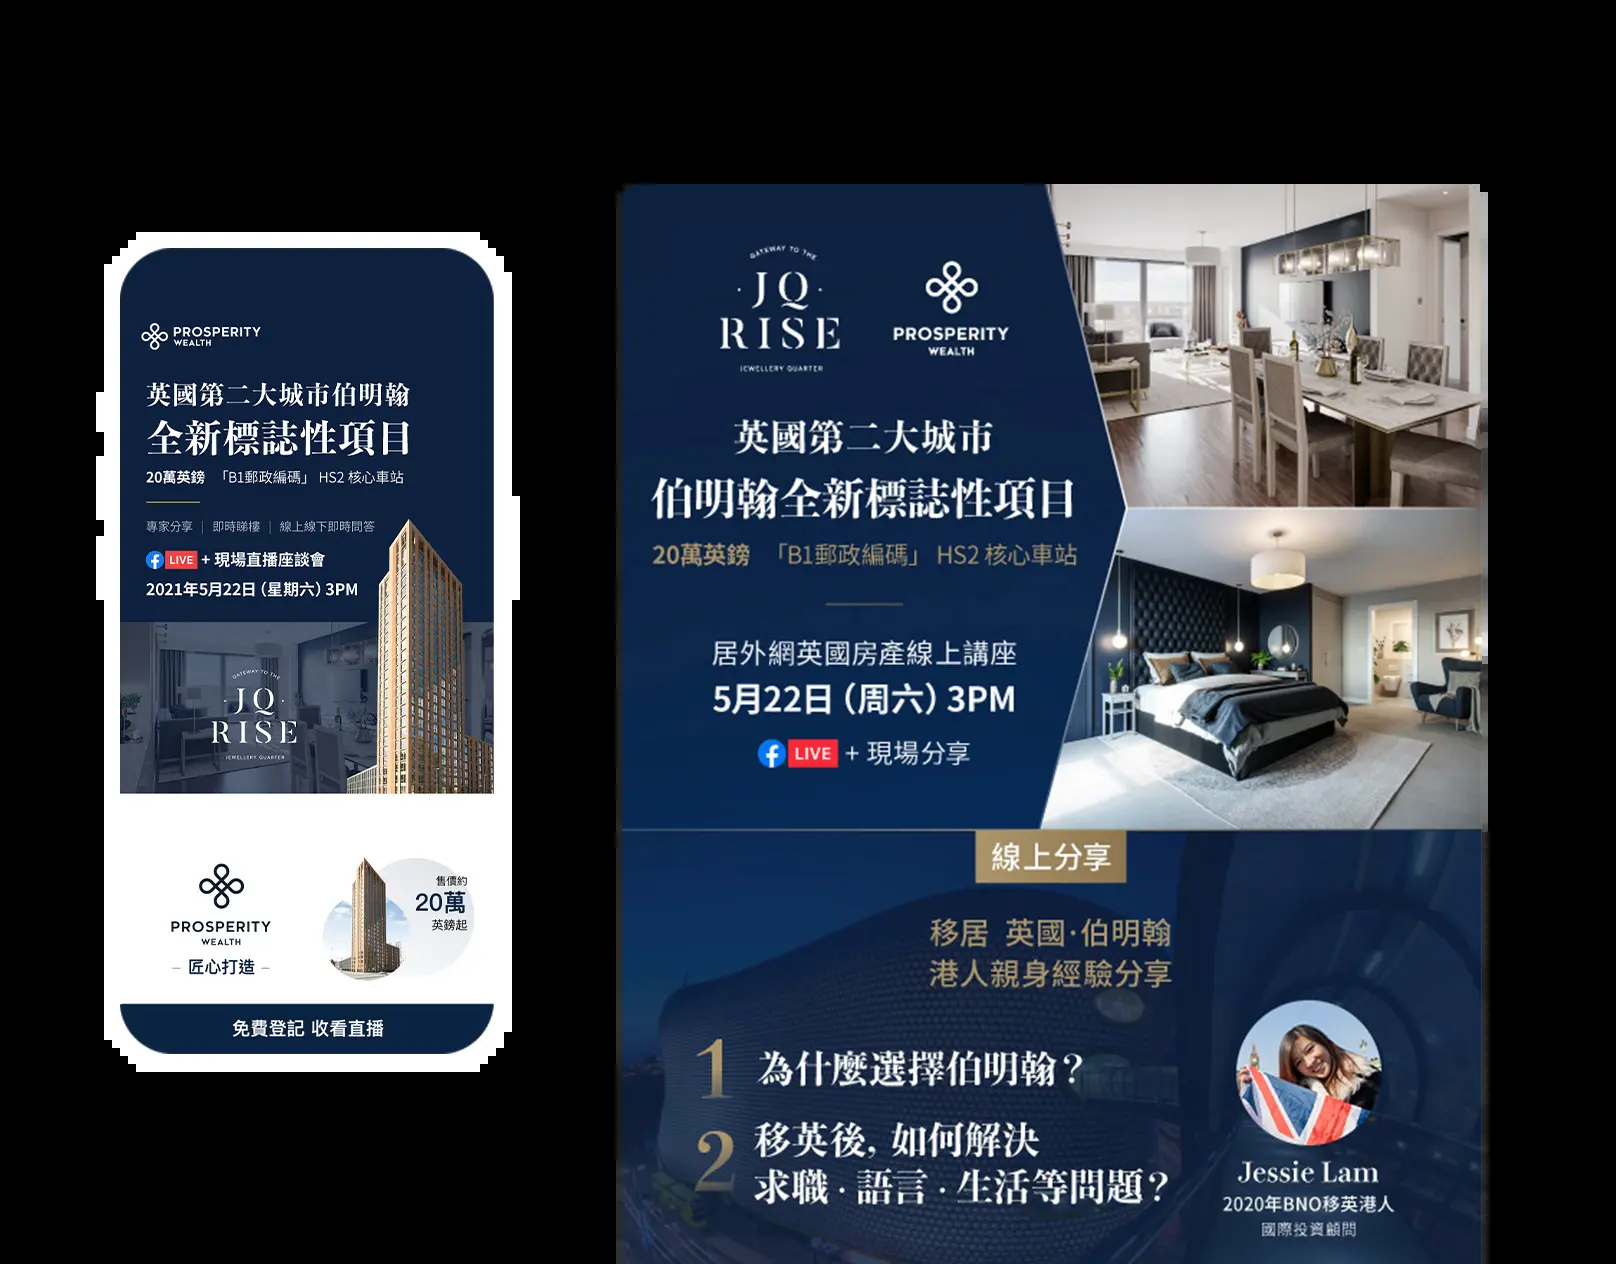 PROSPERITY
WEALTH
英國第二大城市伯明翰
全新標誌性項目
20萬英鎊 「B1郵政編碼」 HS2 核心車站
專家分享 | 即時睇樓 | 線上線下即時問答
LIVE + 現場直播座談會
2021年5月22日 (星期六) 3PM
GATEWAY TO THE
·JQ·
RISE
JEWELLERY QUARTER
PROSPERITY
WEALTH
– 匠心打造 –
售價約
20萬
英鎊起
免費登記 收看直播
GATEWAY TO THE
·JQ·
RISE
JEWELLERY QUARTER
PROSPERITY
WEALTH
英國第二大城市
伯明翰全新標誌性項目
20萬英鎊 「B1郵政編碼」 HS2 核心車站
居外網英國房產線上講座
5月22日 (周六) 3PM
LIVE + 現場分享
線上分享
移居 英國·伯明翰
港人親身經驗分享
1 為什麼選擇伯明翰？
2 移英後, 如何解決
求職 · 語言 · 生活等問題？
Jessie Lam
2020年BNO移英港人
國際投資顧問